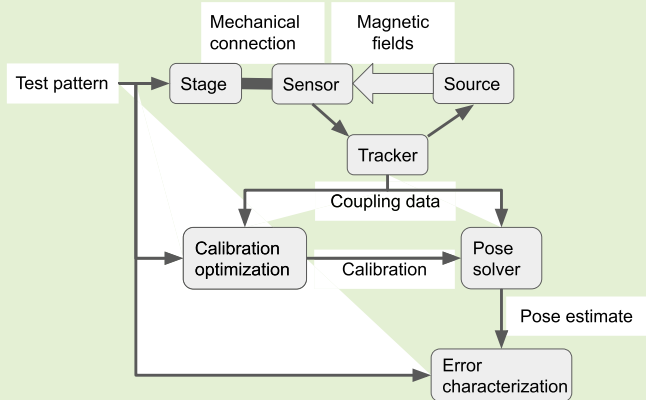 Mechanical
connection
Magnetic
fields
Test pattern
Stage
Sensor
Source
Tracker
Coupling data
Calibration
optimization
Calibration
Pose
solver
Pose estimate
Error
characterization